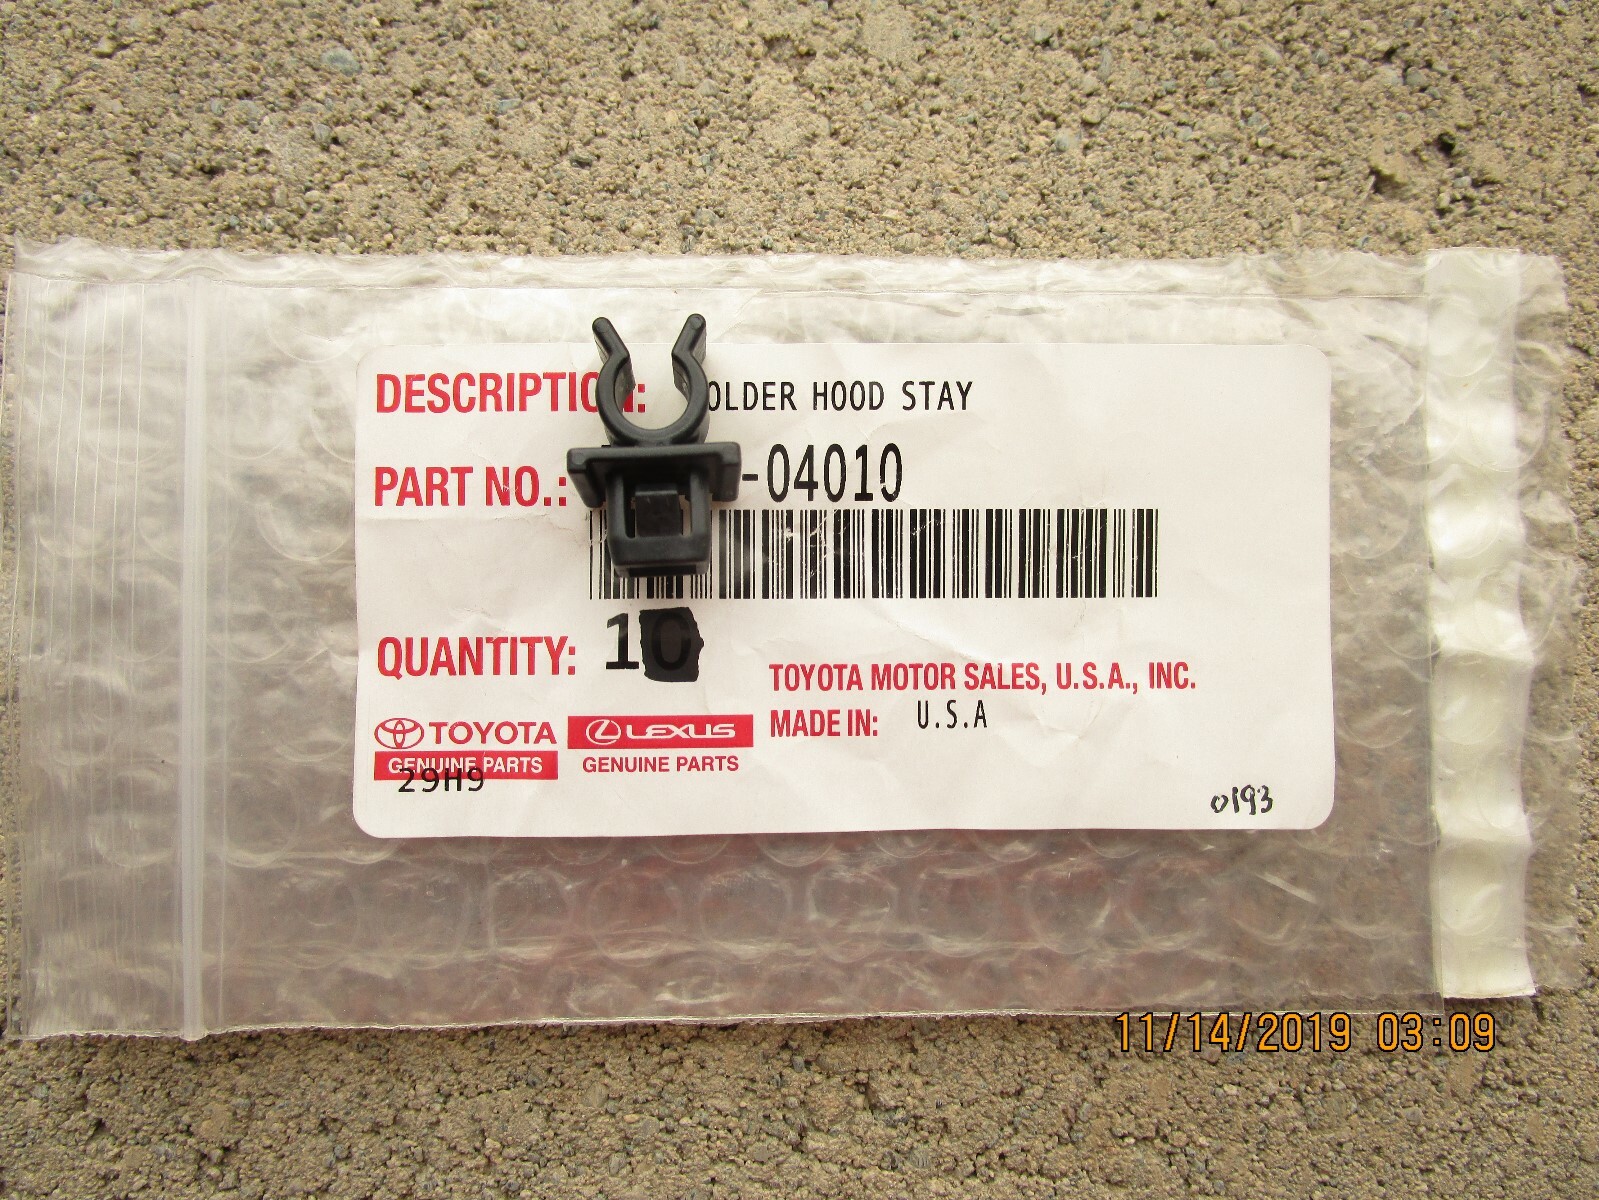 DESCRIPTION: OLDER HOOD STAY
PART NO.: -04010
QUANTITY: 1
TOYOTA MOTOR SALES, U.S.A., INC.
MADE IN: U.S.A
TOYOTA LEXUS
GENUINE PARTS GENUINE PARTS
29H9
0193
11/14/2019 03:09